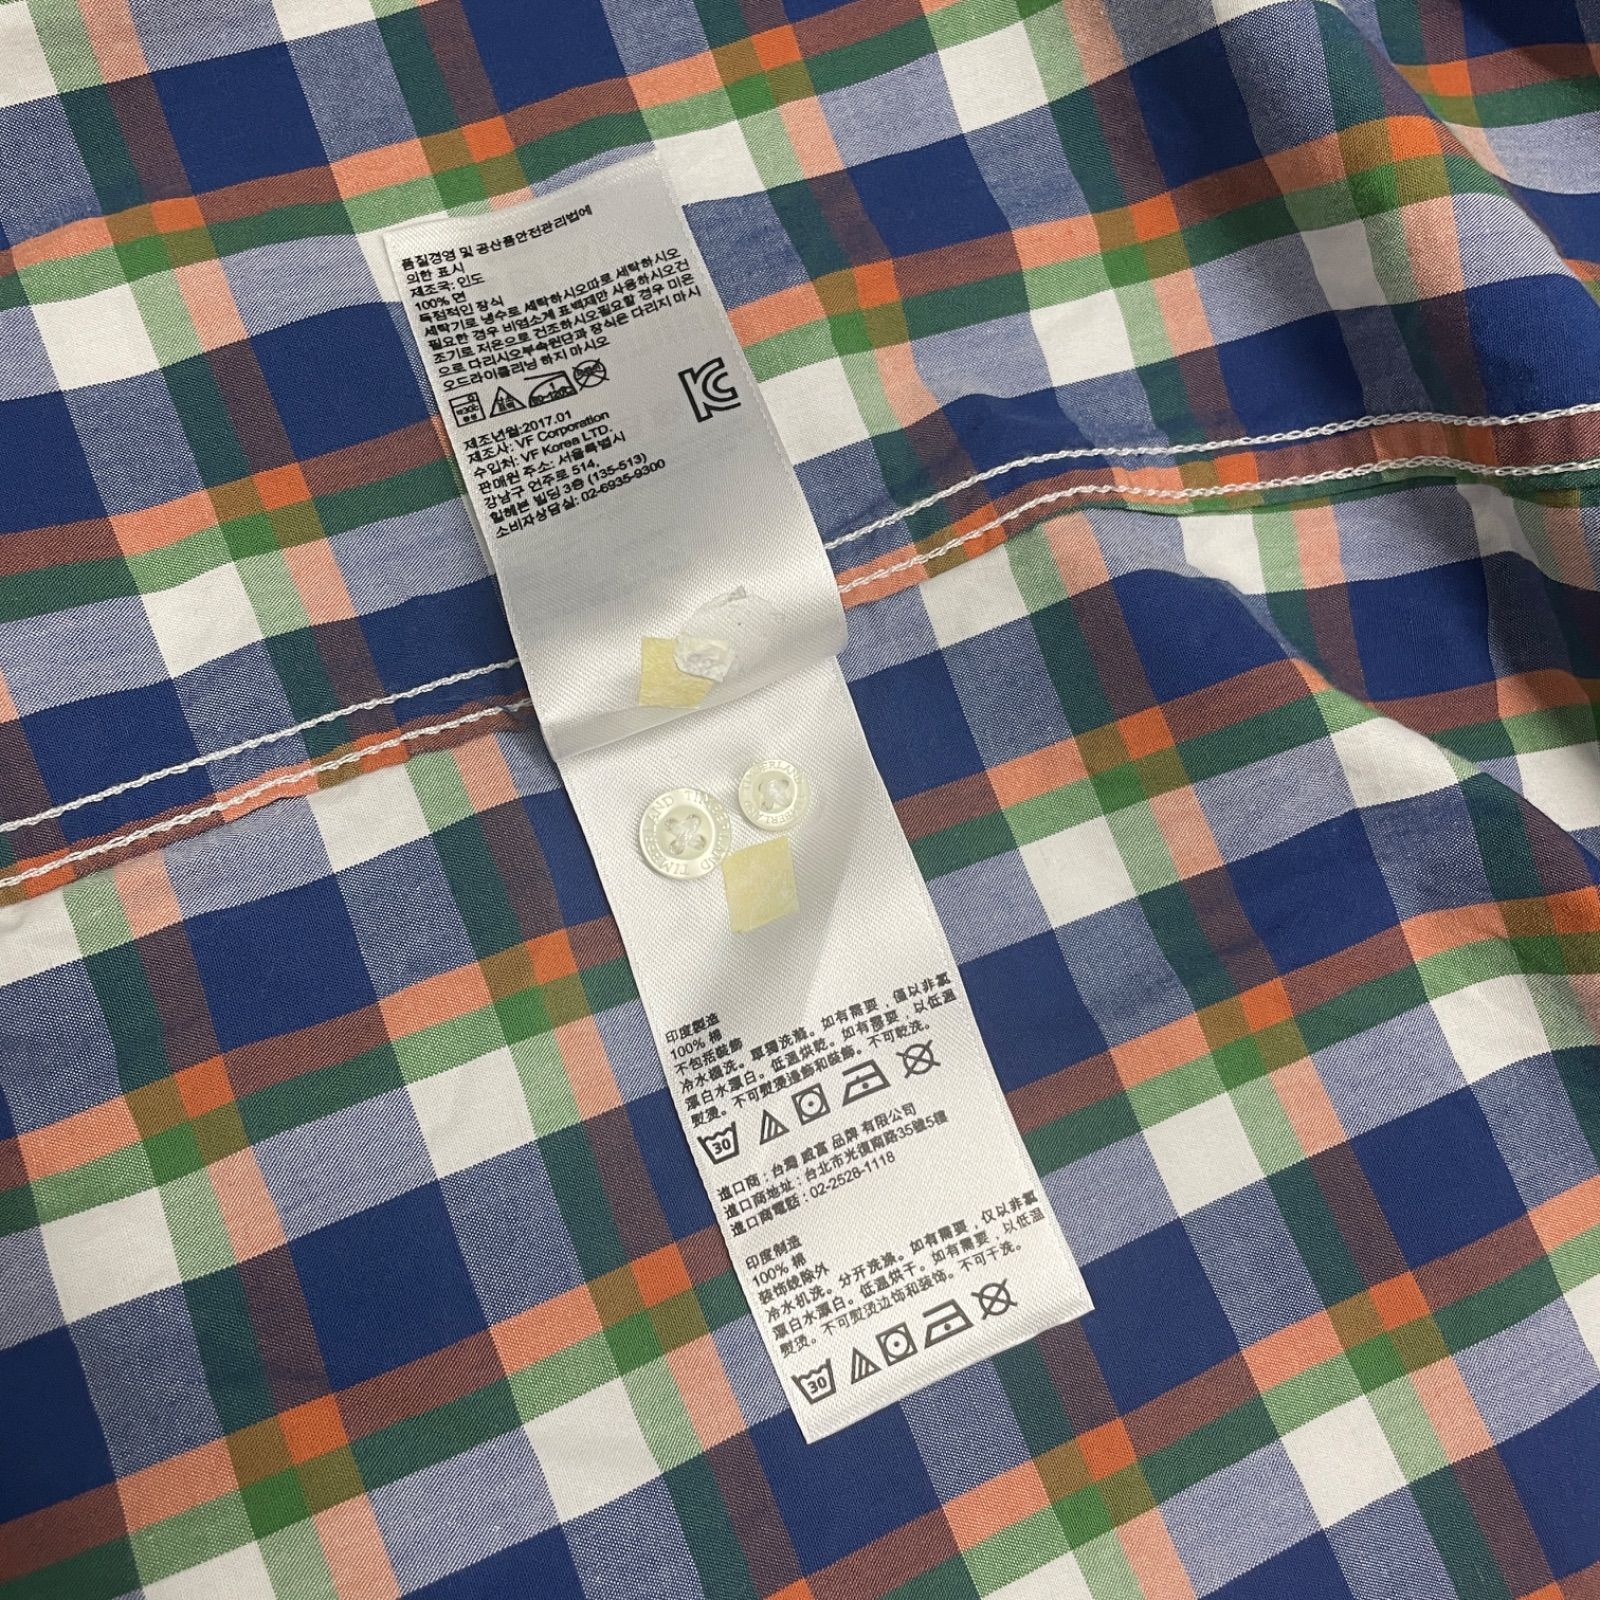 품질경영 및 공산품안전관리법에
의한 표시
제조국: 인도
100% 면
독점적인 장식
세탁기로 냉수로 세탁하시오따로 세탁하시오
필요한 경우 비염소계 표백제만 사용하시오건
조기로 저온으로 건조하시오필요할 경우 미온
으로 다리시오부속원단과 장식은 다리지 마시
오드라이클리닝 하지 마시오
80-120℃
KC
제조년월:2017.01
제조사: VF Corporation
수입처: VF Korea LTD.
판매원 주소: 서울특별시
강남구 언주로 514,
힐헤븐 빌딩 3층 (135-513)
소비자상담실: 02-6935-9300
TIMBERLAND TIMBERLAND
TIMBERLAND TIMBERLAND
印度製造
100% 棉
不包括裝飾
冷水機洗。單獨洗滌。如有需要，僅以非氯
漂白水漂白。低溫烘乾。如有需要，以低溫
熨燙。不可熨燙邊飾和裝飾。不可乾洗。
30
進口商：台灣 威富 品牌 有限公司
進口商地址：台北市光復南路35號5樓
進口商電話：02-2528-1118
印度制造
100% 棉
装饰线除外
冷水机洗。分开洗涤。如有需要，仅以非氯
漂白水漂白。低温烘干。如有需要，以低温
熨烫。不可熨烫边饰和装饰。不可干洗。
30